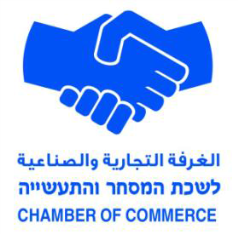 الغرفة التجارية والصناعية
לשכת המסחר והתעשייה
CHAMBER OF COMMERCE